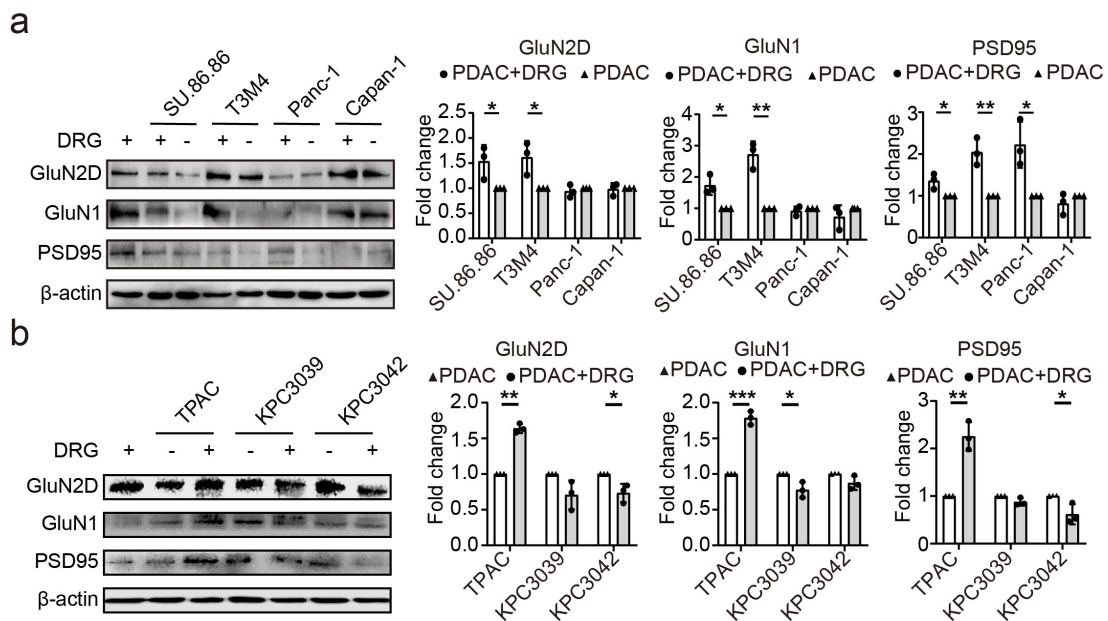 a
SU.86.86 T3M4 Panc-1 Capan-1
DRG + + - + - + - + -
GluN2D
GluN1
PSD95
β-actin
GluN2D
● PDAC+DRG ▲ PDAC
Fold change
2.5
2.0
1.5
1.0
0.5
0.0
* *
SU.86.86 T3M4 Panc-1 Capan-1
GluN1
● PDAC+DRG ▲ PDAC
Fold change
4
3
2
1
0
* **
SU.86.86 T3M4 Panc-1 Capan-1
PSD95
● PDAC+DRG ▲ PDAC
Fold change
3
2
1
0
* ** *
SU.86.86 T3M4 Panc-1 Capan-1
b
TPAC KPC3039 KPC3042
DRG + - + - + - +
GluN2D
GluN1
PSD95
β-actin
GluN2D
▲PDAC ● PDAC+DRG
Fold change
2.0
1.5
1.0
0.5
0.0
** *
TPAC KPC3039 KPC3042
GluN1
▲PDAC ● PDAC+DRG
Fold change
2.0
1.5
1.0
0.5
0.0
*** *
TPAC KPC3039 KPC3042
PSD95
▲PDAC ● PDAC+DRG
Fold change
3
2
1
0
** *
TPAC KPC3039 KPC3042